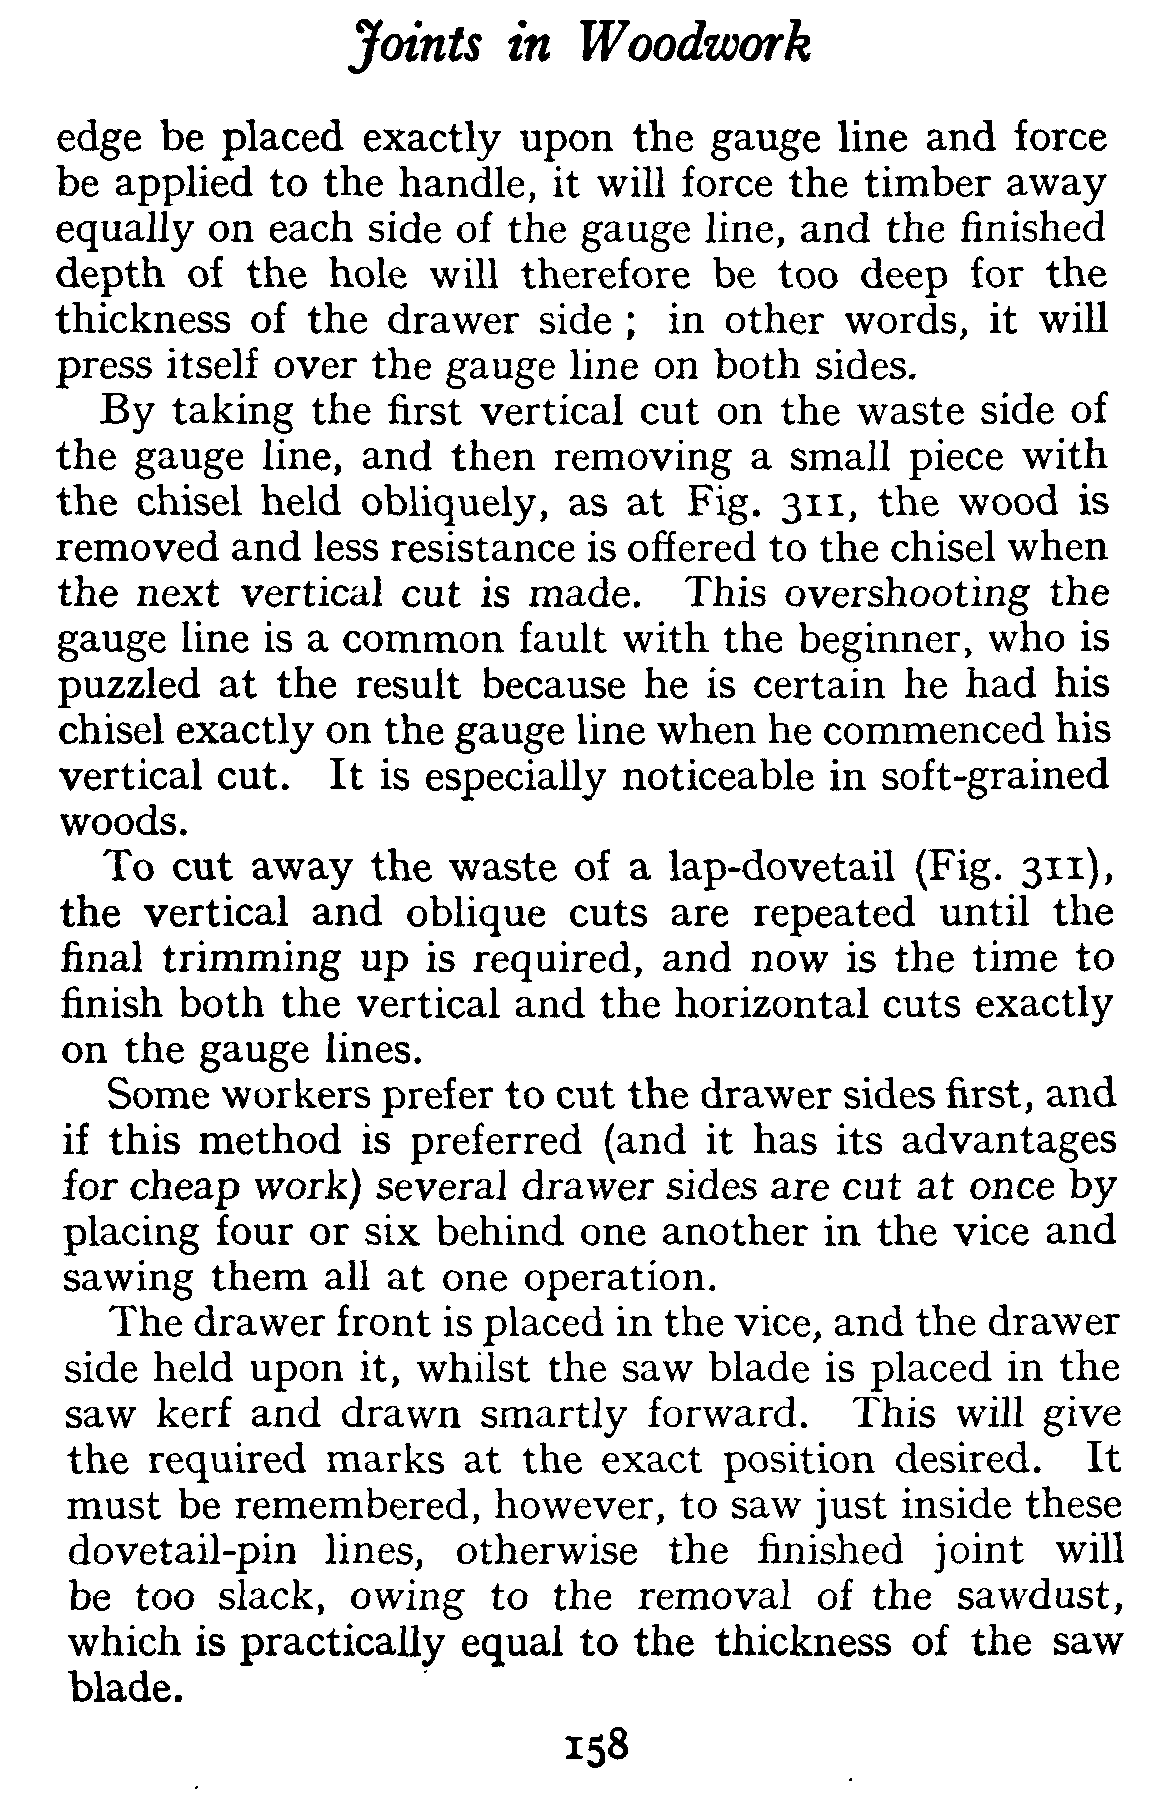 Joints in Woodwork
edge be placed exactly upon the gauge line and force
be applied to the handle, it will force the timber away
equally on each side of the gauge line, and the finished
depth of the hole will therefore be too deep for the
thickness of the drawer side ; in other words, it will
press itself over the gauge line on both sides.
By taking the first vertical cut on the waste side of
the gauge line, and then removing a small piece with
the chisel held obliquely, as at Fig. 311, the wood is
removed and less resistance is offered to the chisel when
the next vertical cut is made. This overshooting the
gauge line is a common fault with the beginner, who is
puzzled at the result because he is certain he had his
chisel exactly on the gauge line when he commenced his
vertical cut. It is especially noticeable in soft-grained
woods.
To cut away the waste of a lap-dovetail (Fig. 311),
the vertical and oblique cuts are repeated until the
final trimming up is required, and now is the time to
finish both the vertical and the horizontal cuts exactly
on the gauge lines.
Some workers prefer to cut the drawer sides first, and
if this method is preferred (and it has its advantages
for cheap work) several drawer sides are cut at once by
placing four or six behind one another in the vice and
sawing them all at one operation.
The drawer front is placed in the vice, and the drawer
side held upon it, whilst the saw blade is placed in the
saw kerf and drawn smartly forward. This will give
the required marks at the exact position desired. It
must be remembered, however, to saw just inside these
dovetail-pin lines, otherwise the finished joint will
be too slack, owing to the removal of the sawdust,
which is practically equal to the thickness of the saw
blade.
158